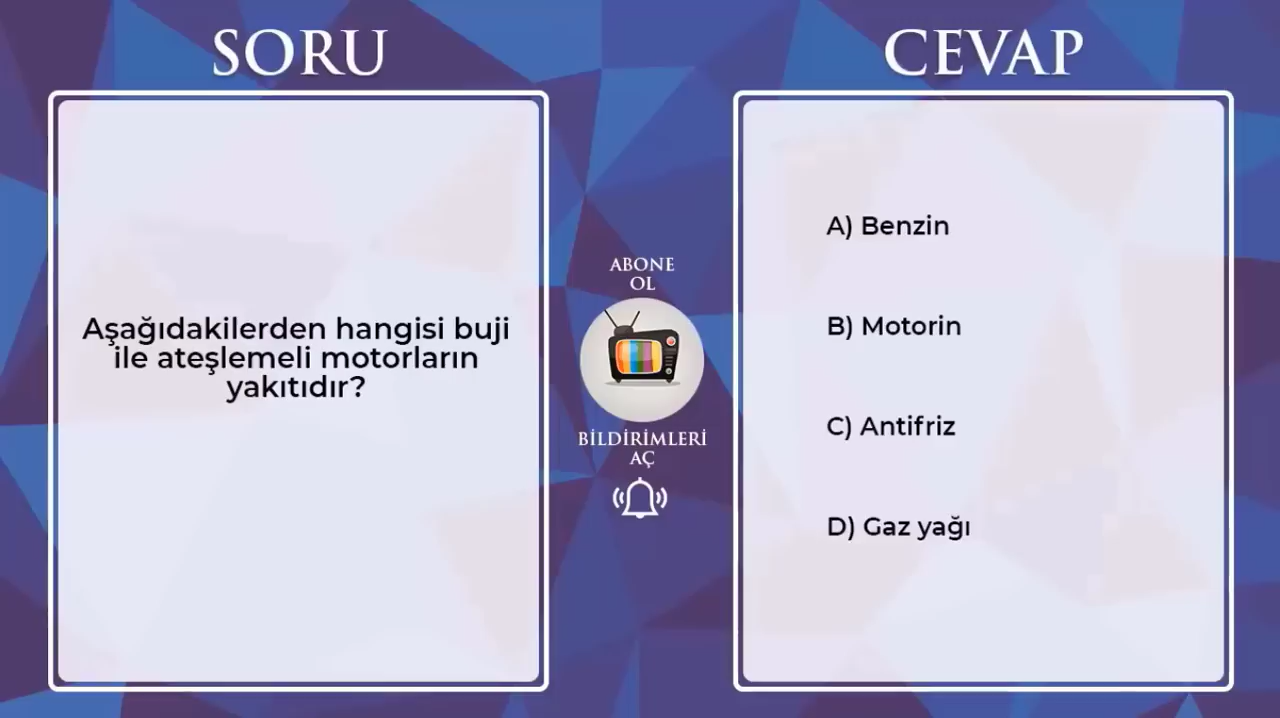 SORU
Aşağıdakilerden hangisi buji
ile ateşlemeli motorların
yakıtıdır?
ABONE
OL
BİLDİRİMLERİ
AÇ
CEVAP
A) Benzin
B) Motorin
C) Antifriz
D) Gaz yağı